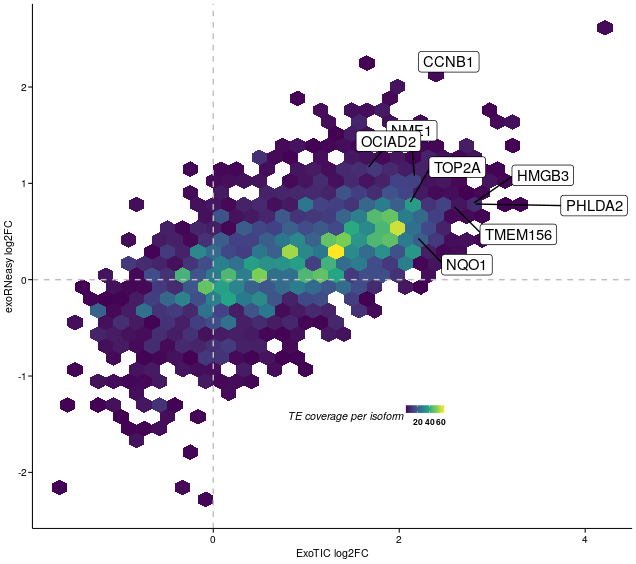 CCNB1
NME1
OCIAD2
TOP2A
HMGB3
PHLDA2
TMEM156
NQO1
TE coverage per isoform
20 40 60
2
1
0
-1
-2
0 2 4
exoRNeasy log2FC
ExoTIC log2FC